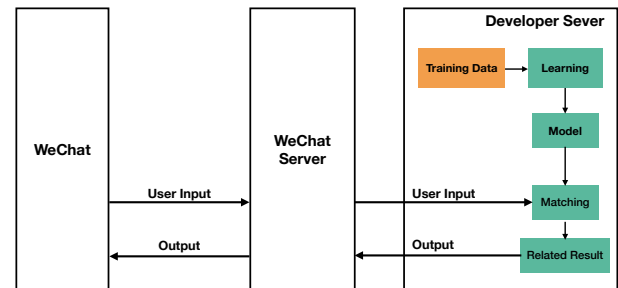 Developer Sever
Training Data
Learning
Model
WeChat
WeChat
Server
User Input
User Input
Matching
Output
Output
Related Result